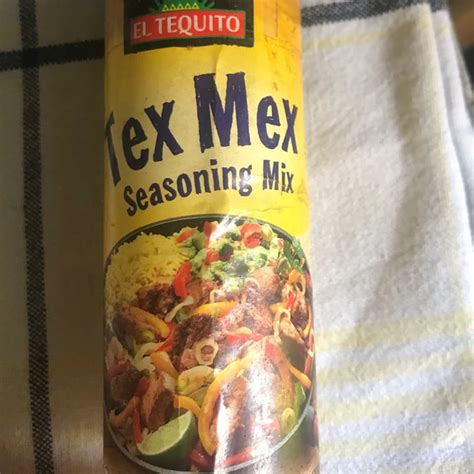 EL TEQUITO
Tex Mex
Seasoning Mix